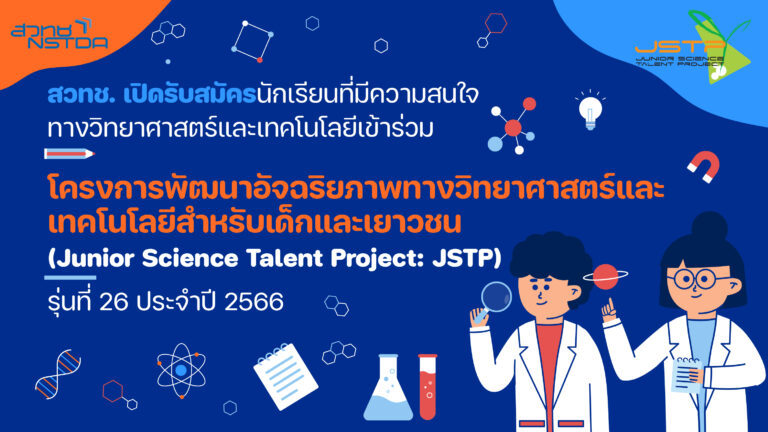 สวทช
NSTDA
JSTP
JUNIOR SCIENCE
TALENT PROJECT
สวทช. เปิดรับสมัครนักเรียนที่มีความสนใจ
ทางวิทยาศาสตร์และเทคโนโลยีเข้าร่วม
โครงการพัฒนาอัจฉริยภาพทางวิทยาศาสตร์และ
เทคโนโลยีสำหรับเด็กและเยาวชน
(Junior Science Talent Project: JSTP)
รุ่นที่ 26 ประจำปี 2566